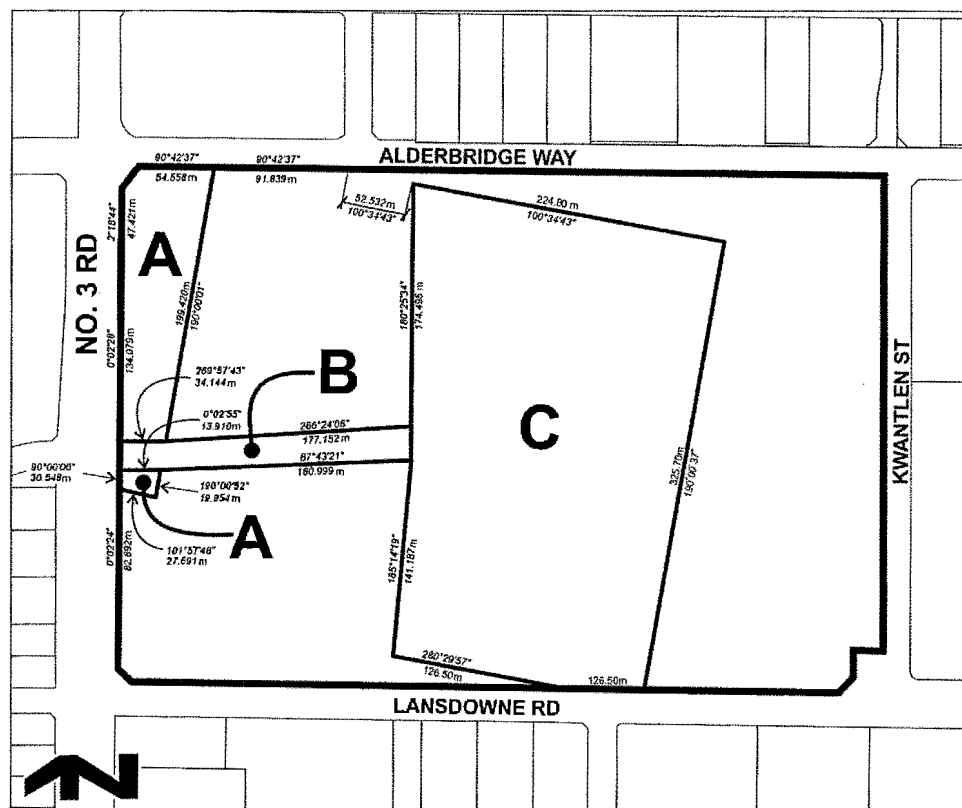 ALDERBRIDGE WAY
90°42'37"
54.558m
90°42'37"
91.839m
52.532m
100°34'43"
224.80 m
100°34'43"
NO. 3 RD
2°18'44"
47.421m
A
199.420m
190°00'01"
180°25'34"
174.495m
0°02'28"
134.079m
269°57'43"
34.144m
B
0°02'55"
13.910m
266°24'06"
177.152m
C
KWANTLEN ST
325.70m
190°00'37"
87°43'21"
180.999m
90°00'06"
30.548m
190°00'52"
19.954m
A
101°57'48"
27.691m
0°02'24"
82.692m
185°14'19"
141.187m
280°29'57"
126.50m
126.50m
LANSDOWNE RD
N